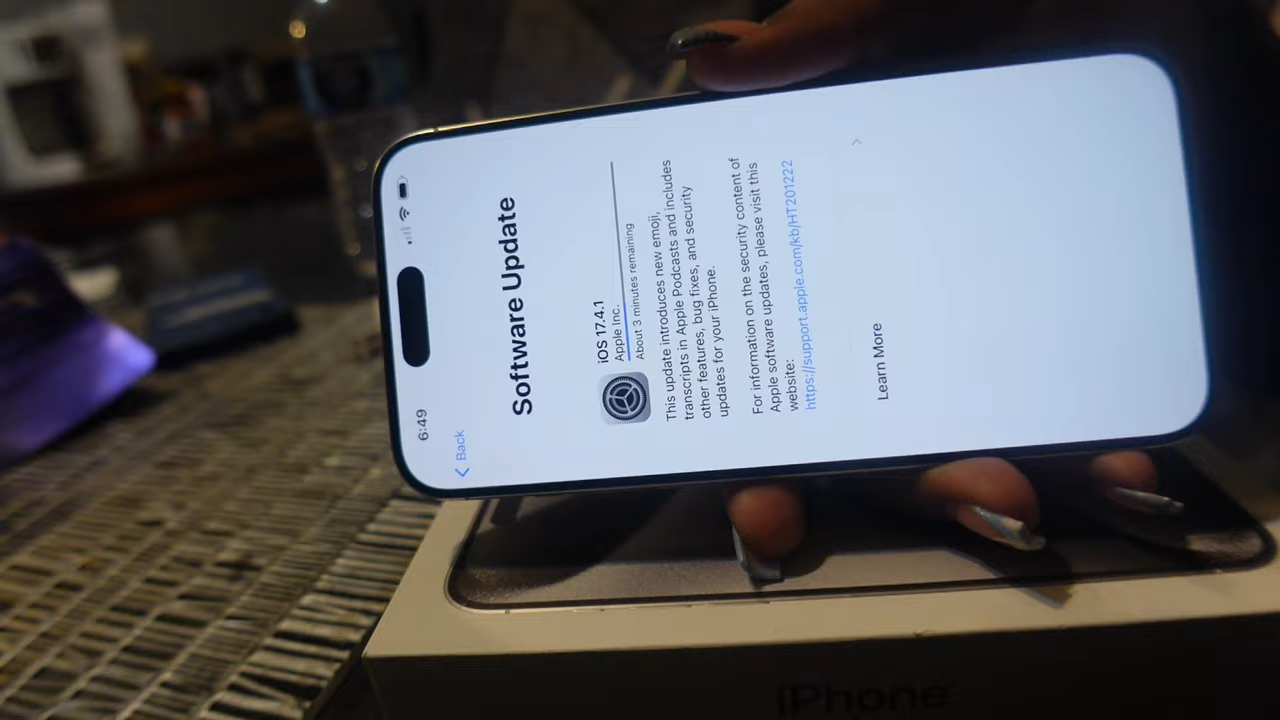 6:49
Back
Software Update
iOS 17.4.1
Apple Inc.
About 3 minutes remaining
This update introduces new emoji,
transcripts in Apple Podcasts and includes
other features, bug fixes, and security
updates for your iPhone.
For information on the security content of
Apple software updates, please visit this
website:
https://support.apple.com/kb/HT201222
Learn More
iPhone